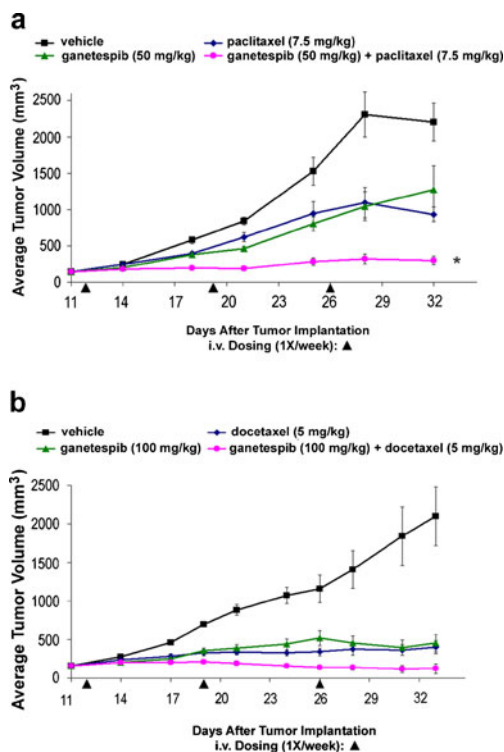 a
vehicle paclitaxel (7.5 mg/kg)
ganetespib (50 mg/kg) ganetespib (50 mg/kg) + paclitaxel (7.5 mg/kg)
Average Tumor Volume (mm³)
2500
2000
1500
1000
500
0
*
11 14 17 20 23 26 29 32
Days After Tumor Implantation
i.v. Dosing (1X/week): ▲
b
vehicle docetaxel (5 mg/kg)
ganetespib (100 mg/kg) ganetespib (100 mg/kg) + docetaxel (5 mg/kg)
Average Tumor Volume (mm³)
2500
2000
1500
1000
500
0
11 14 17 20 23 26 29 32
Days After Tumor Implantation
i.v. Dosing (1X/week): ▲